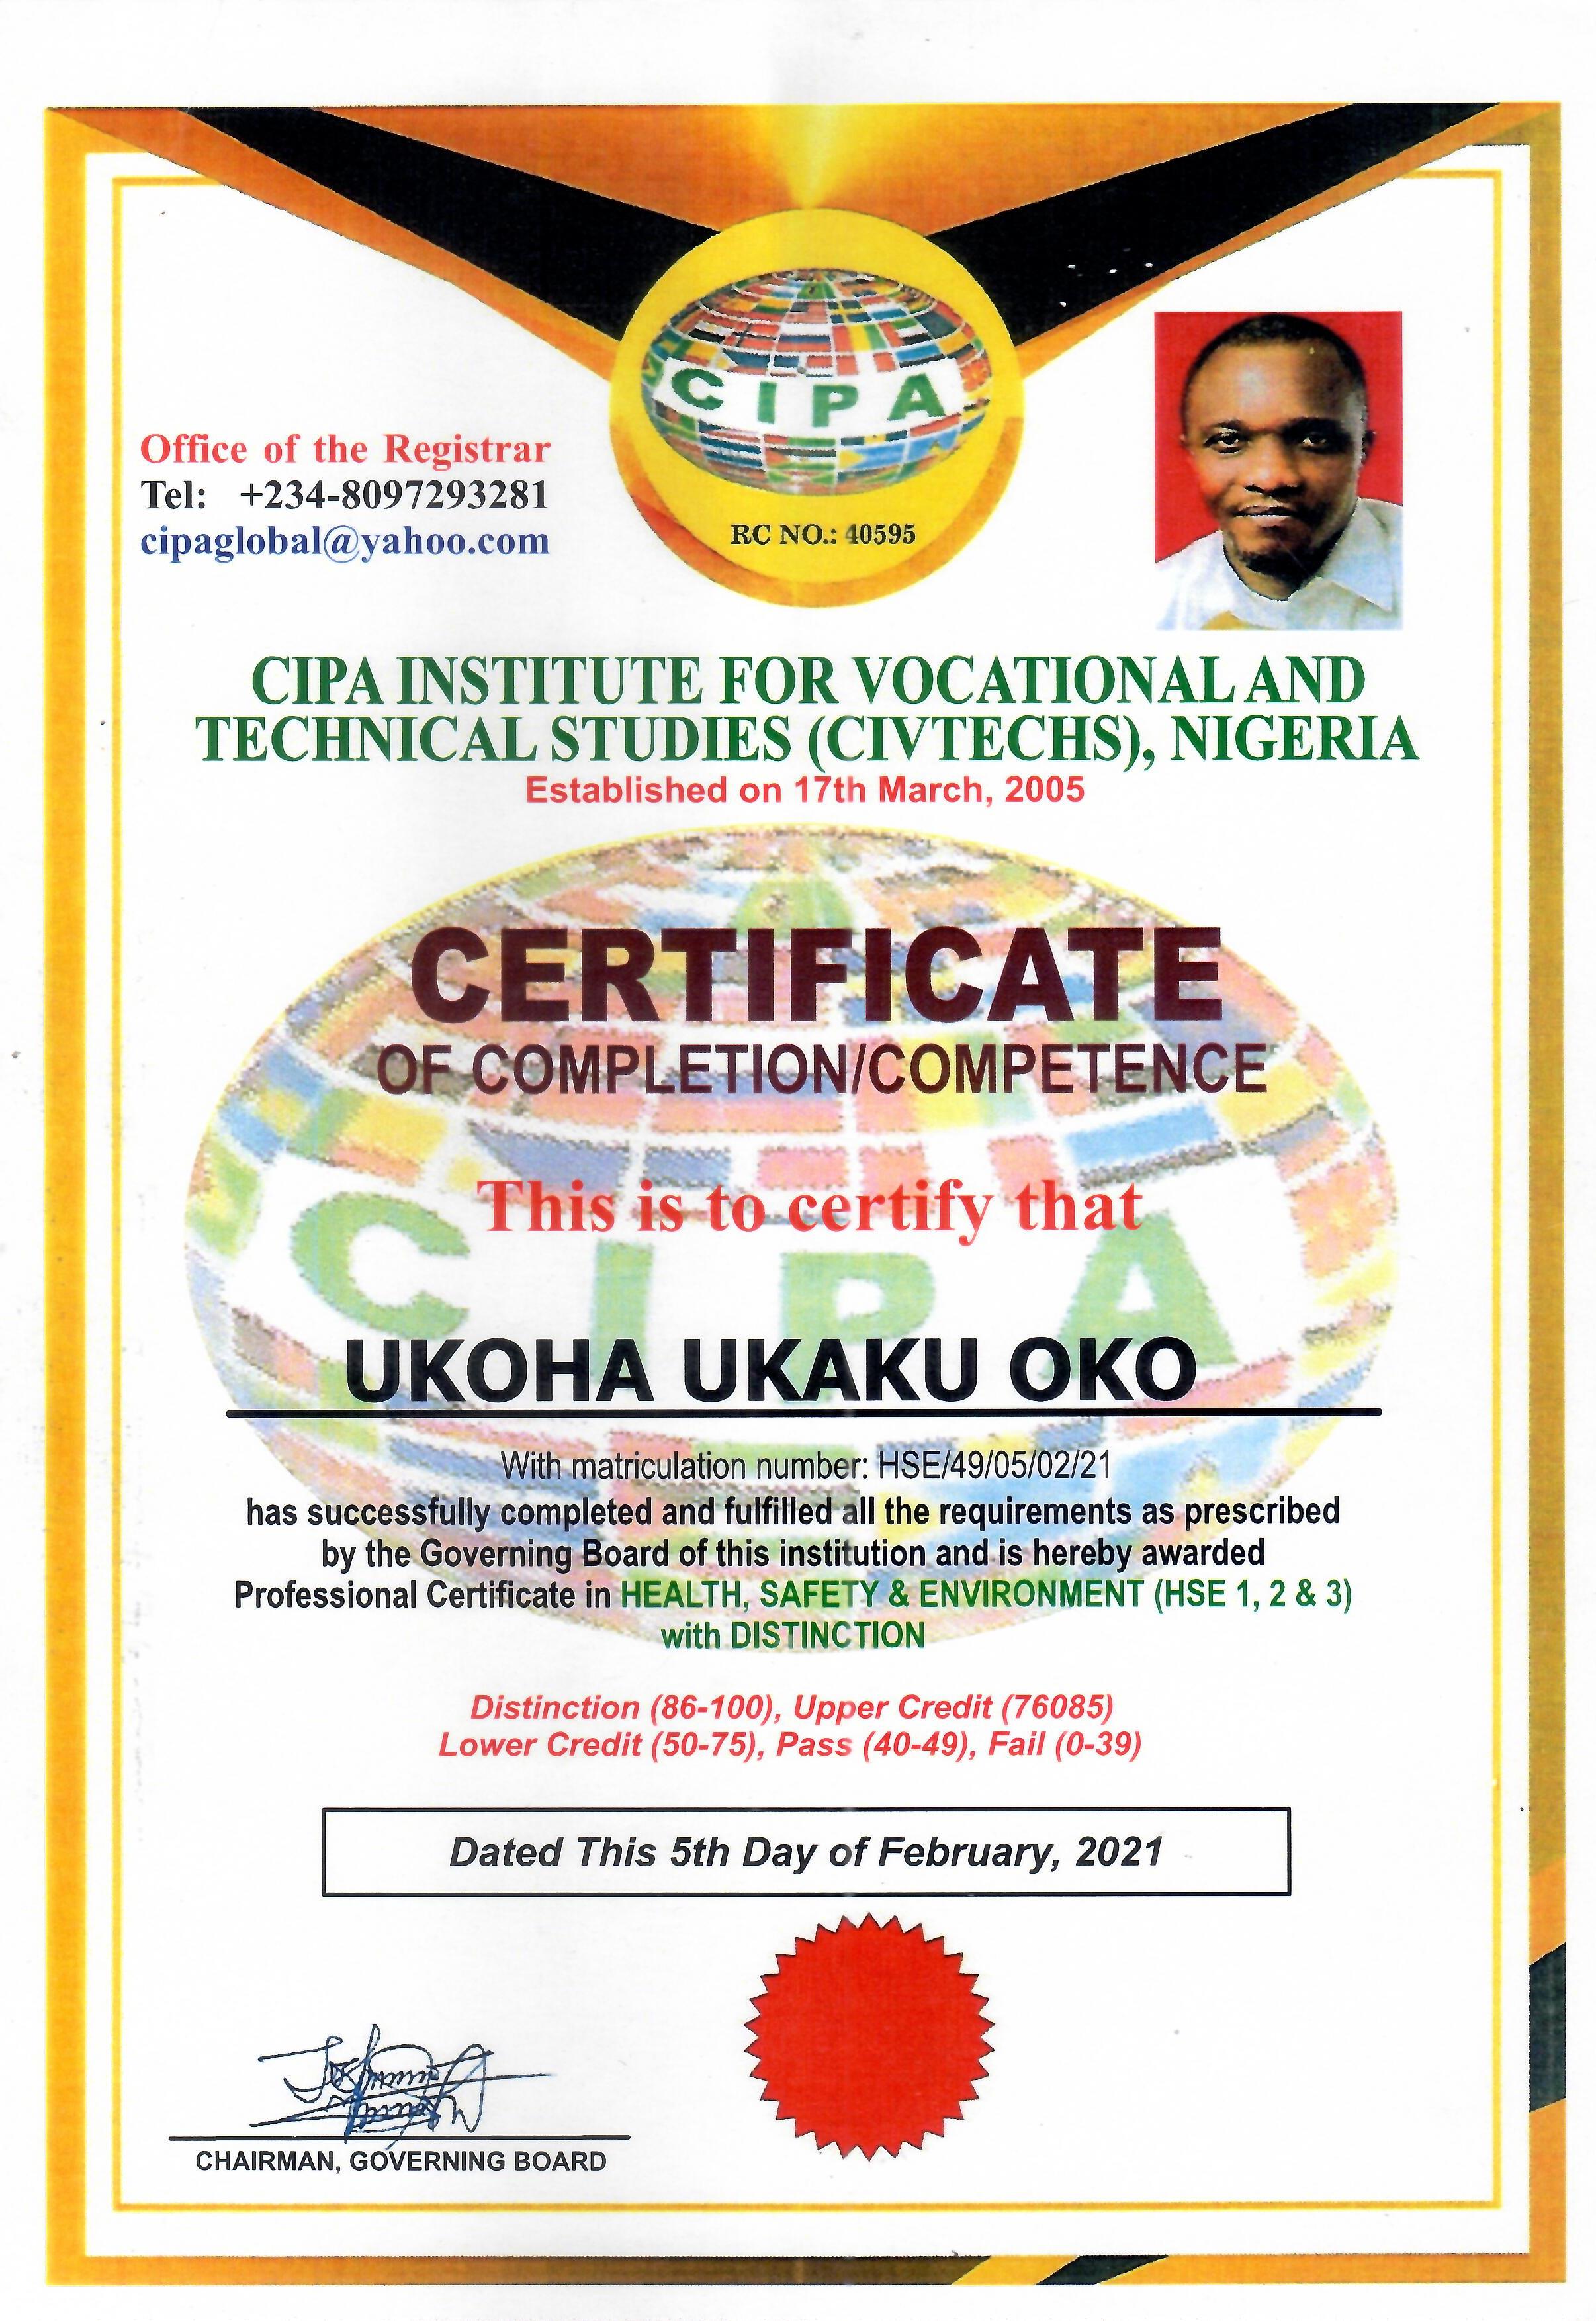 CIPA
RC NO.: 40595
Office of the Registrar
Tel: +234-8097293281
cipaglobal@yahoo.com
CIPA INSTITUTE FOR VOCATIONAL AND
TECHNICAL STUDIES (CIVTECHS), NIGERIA
Established on 17th March, 2005
CERTIFICATE
OF COMPLETION/COMPETENCE
This is to certify that
CIPA
UKOHA UKAKU OKO
With matriculation number: HSE/49/05/02/21
has successfully completed and fulfilled all the requirements as prescribed
by the Governing Board of this institution and is hereby awarded
Professional Certificate in HEALTH, SAFETY & ENVIRONMENT (HSE 1, 2 & 3)
with DISTINCTION
Distinction (86-100), Upper Credit (76085)
Lower Credit (50-75), Pass (40-49), Fail (0-39)
Dated This 5th Day of February, 2021
CHAIRMAN, GOVERNING BOARD